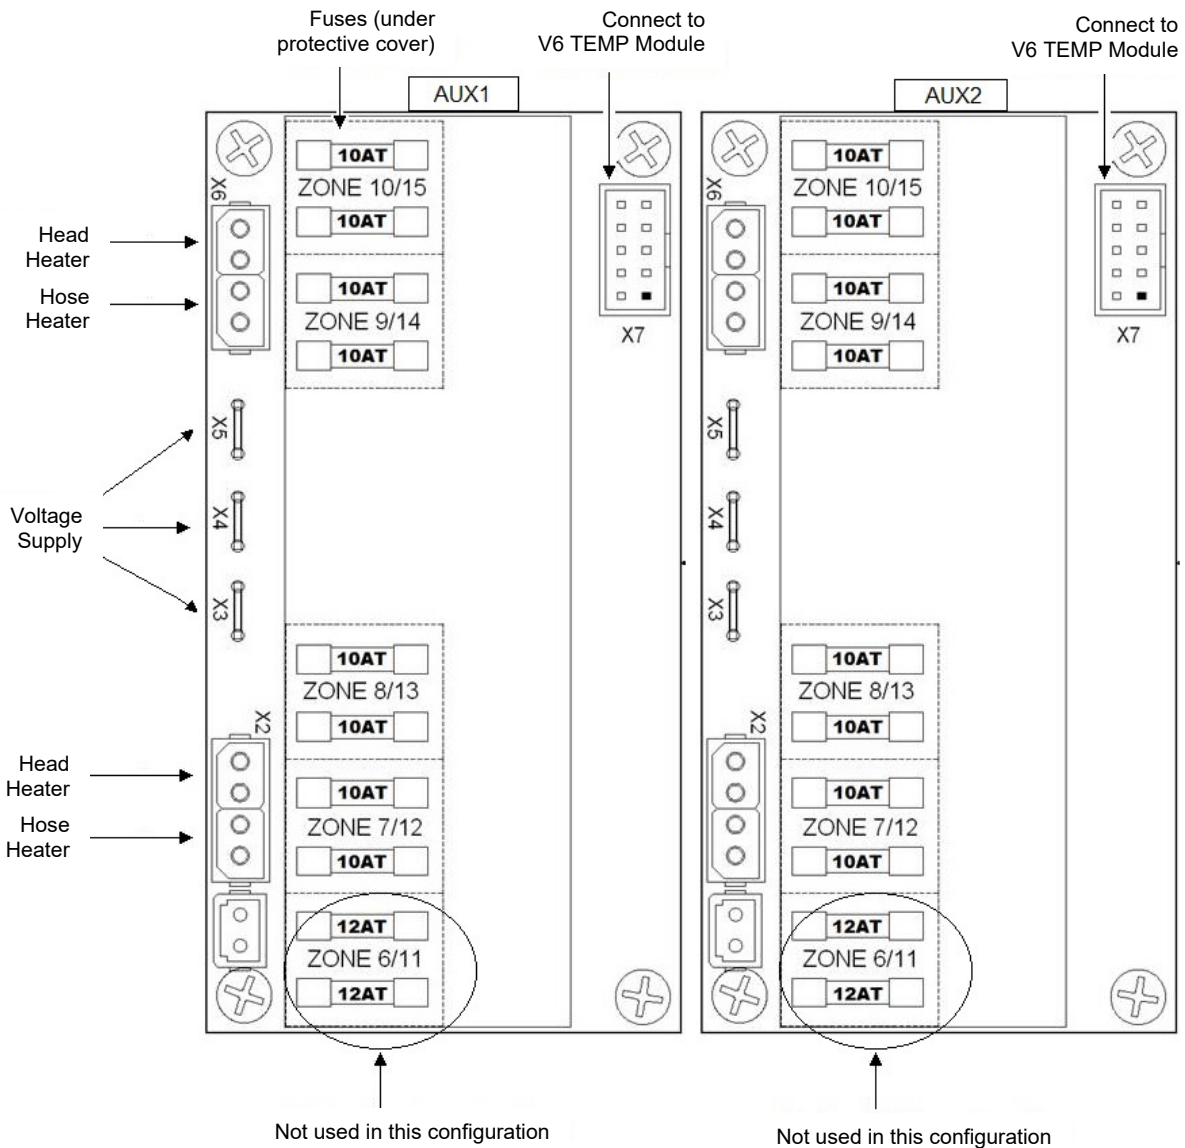 Fuses (under
protective cover)
Connect to
V6 TEMP Module
Connect to
V6 TEMP Module
AUX1
AUX2
X6
10AT
ZONE 10/15
10AT
10AT
ZONE 9/14
10AT
X7
Head
Heater
Hose
Heater
X5
X4
X3
Voltage
Supply
10AT
ZONE 8/13
10AT
X2
10AT
ZONE 7/12
10AT
Head
Heater
Hose
Heater
12AT
ZONE 6/11
12AT
Not used in this configuration
X6
10AT
ZONE 10/15
10AT
10AT
ZONE 9/14
10AT
X7
X5
X4
X3
10AT
ZONE 8/13
10AT
X2
10AT
ZONE 7/12
10AT
12AT
ZONE 6/11
12AT
Not used in this configuration